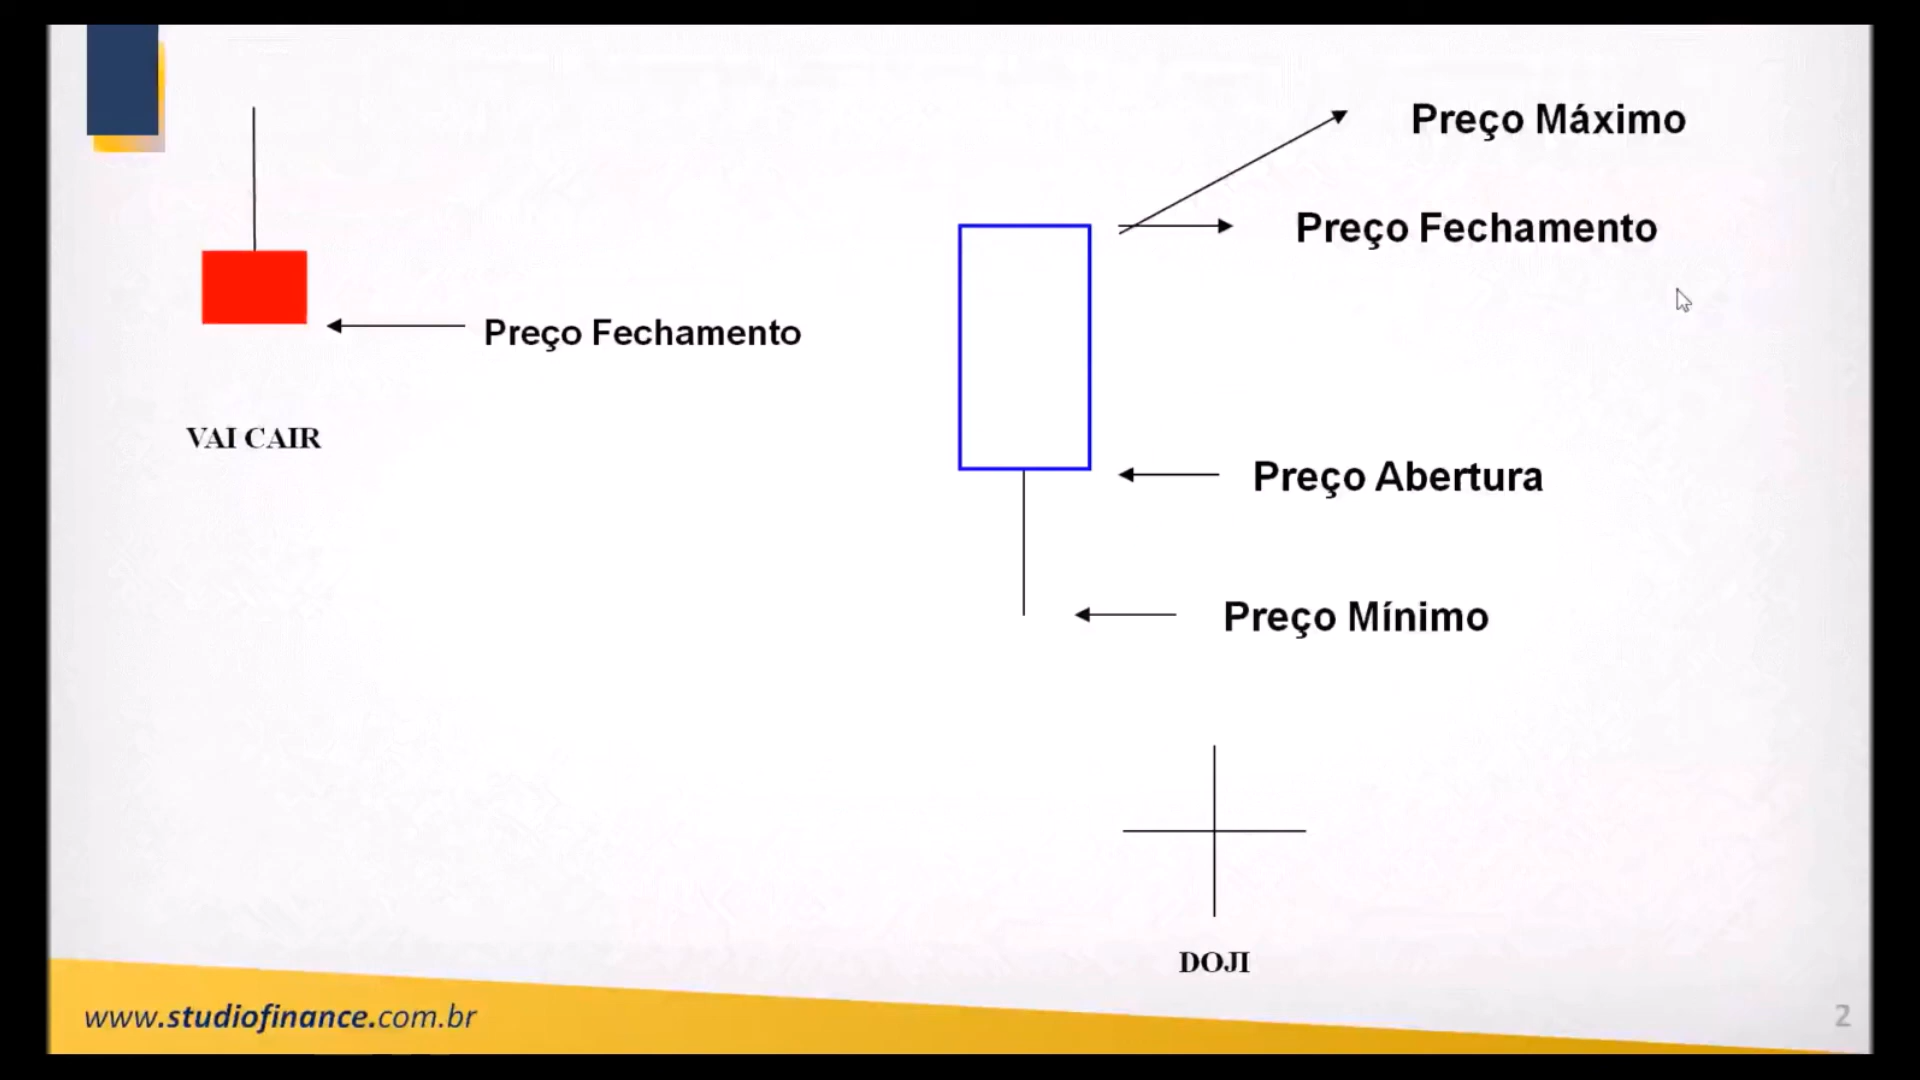 Preço Máximo
Preço Fechamento
Preço Fechamento
VAI CAIR
Preço Abertura
Preço Mínimo
DOJI
www.studiofinance.com.br
2